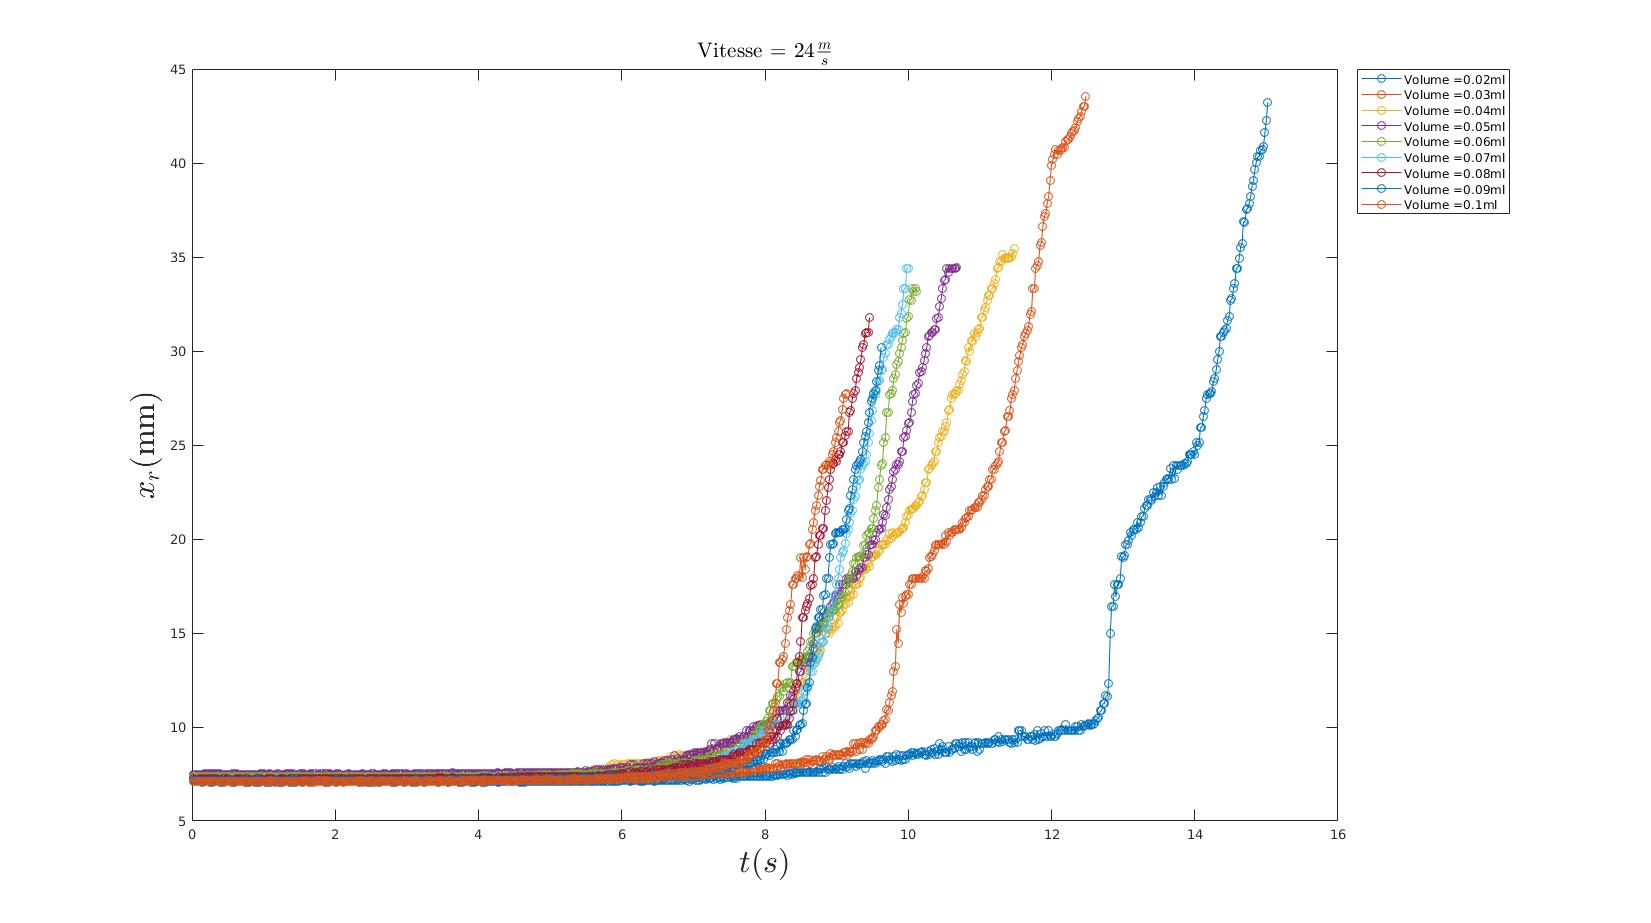 Vitesse = 24 m/s
45
40
35
30
25
20
15
10
5
0 2 4 6 8 10 12 14 16
x_r(mm)
t(s)
Volume =0.02ml
Volume =0.03ml
Volume =0.04ml
Volume =0.05ml
Volume =0.06ml
Volume =0.07ml
Volume =0.08ml
Volume =0.09ml
Volume =0.1ml